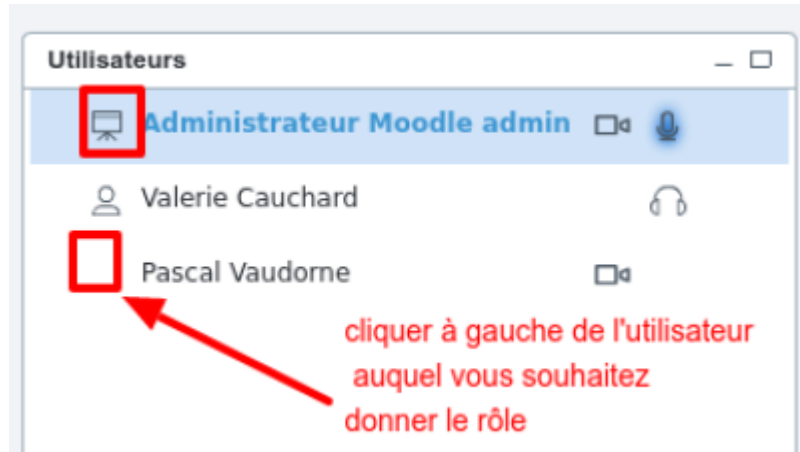 Utilisateurs
Administrateur Moodle admin
Valerie Cauchard
Pascal Vaudorne
cliquer à gauche de l'utilisateur
auquel vous souhaitez
donner le rôle